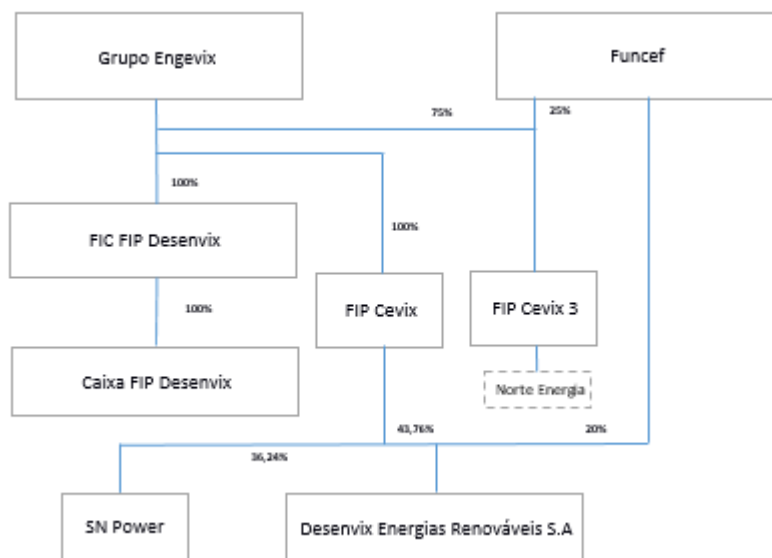 Grupo Engevix
Funcef
75%
25%
100%
FIC FIP Desenvix
100%
FIP Cevix
FIP Cevix 3
100%
Caixa FIP Desenvix
Norte Energia
43,76%
20%
36,24%
SN Power
Desenvix Energias Renováveis S.A